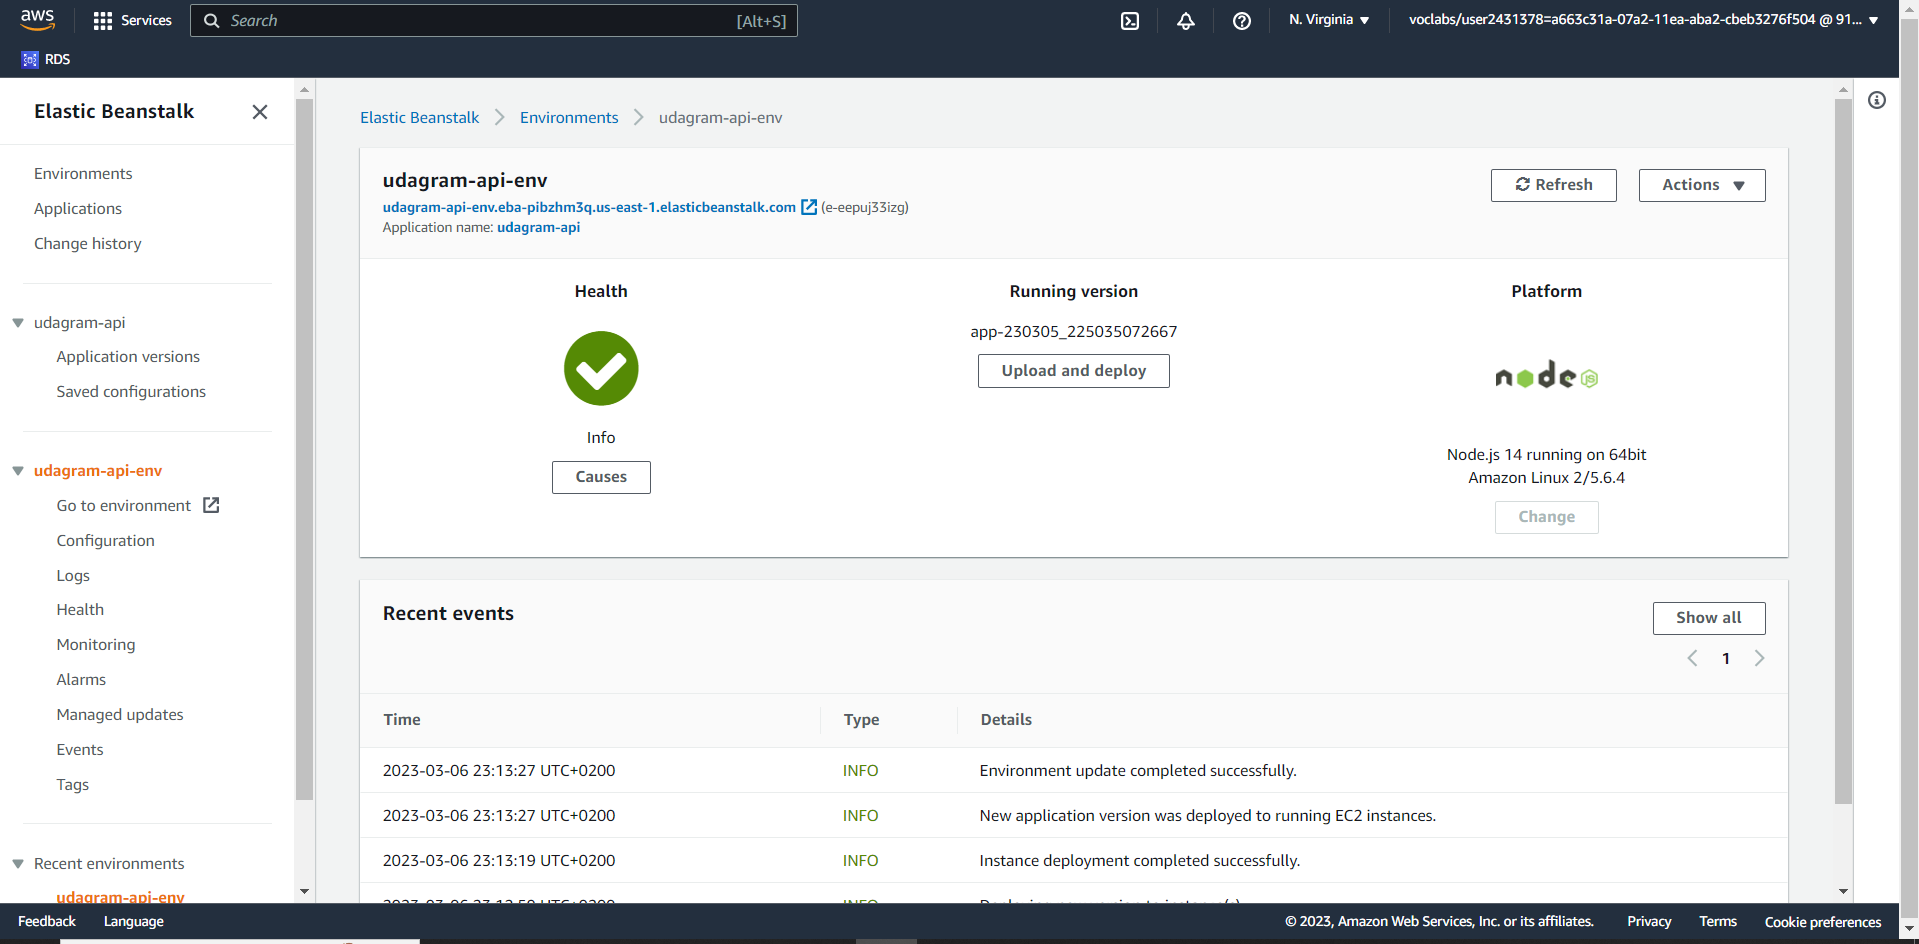 aws
Services
Search
[Alt+S]
N. Virginia
voclabs/user2431378=a663c31a-07a2-11ea-aba2-cbeb3276f504 @ 91...
RDS
Elastic Beanstalk
Environments
Applications
Change history
udagram-api
Application versions
Saved configurations
udagram-api-env
Go to environment
Configuration
Logs
Health
Monitoring
Alarms
Managed updates
Events
Tags
Recent environments
udagram-api-env
Elastic Beanstalk
Environments
udagram-api-env
udagram-api-env
udagram-api-env.eba-pibzhm3q.us-east-1.elasticbeanstalk.com (e-eepuj33izg)
Application name: udagram-api
Refresh
Actions
Health
Info
Causes
Running version
app-230305_225035072667
Upload and deploy
Platform
node JS
Node.js 14 running on 64bit
Amazon Linux 2/5.6.4
Change
Recent events
Show all
1
Time Type Details
2023-03-06 23:13:27 UTC+0200 INFO Environment update completed successfully.
2023-03-06 23:13:27 UTC+0200 INFO New application version was deployed to running EC2 instances.
2023-03-06 23:13:19 UTC+0200 INFO Instance deployment completed successfully.
Feedback
Language
© 2023, Amazon Web Services, Inc. or its affiliates.
Privacy
Terms
Cookie preferences